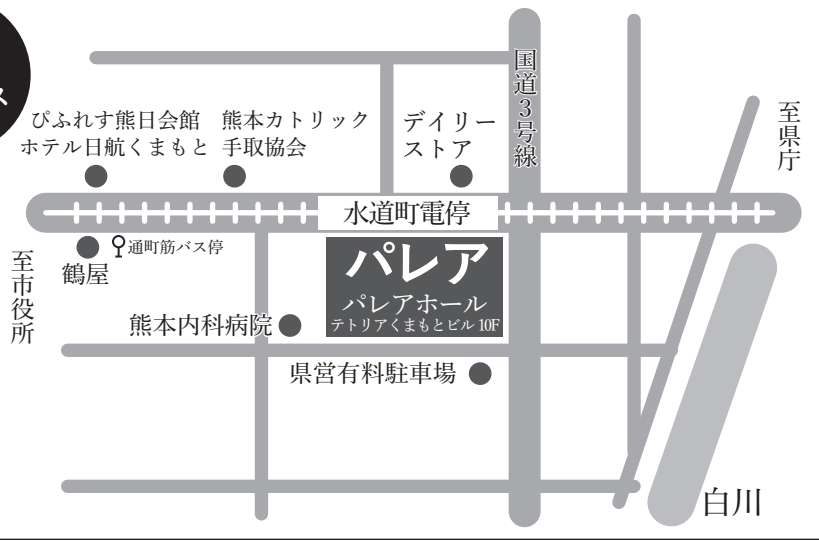 ス
国道3号線
至県庁
ぴふれす熊日会館
ホテル日航くまもと
熊本カトリック
手取協会
デイリー
ストア
水道町電停
通町筋バス停
鶴屋
至市役所
パレア
パレアホール
テトリアくまもとビル 10F
熊本内科病院
県営有料駐車場
白川